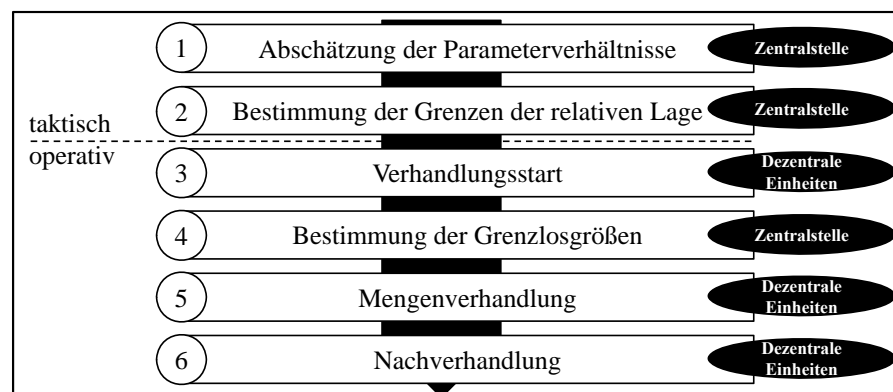 1 Abschätzung der Parameterverhältnisse Zentralstelle
2 Bestimmung der Grenzen der relativen Lage Zentralstelle
taktisch
operativ
3 Verhandlungsstart Dezentrale
Einheiten
4 Bestimmung der Grenzlosgrößen Zentralstelle
5 Mengenverhandlung Dezentrale
Einheiten
6 Nachverhandlung Dezentrale
Einheiten